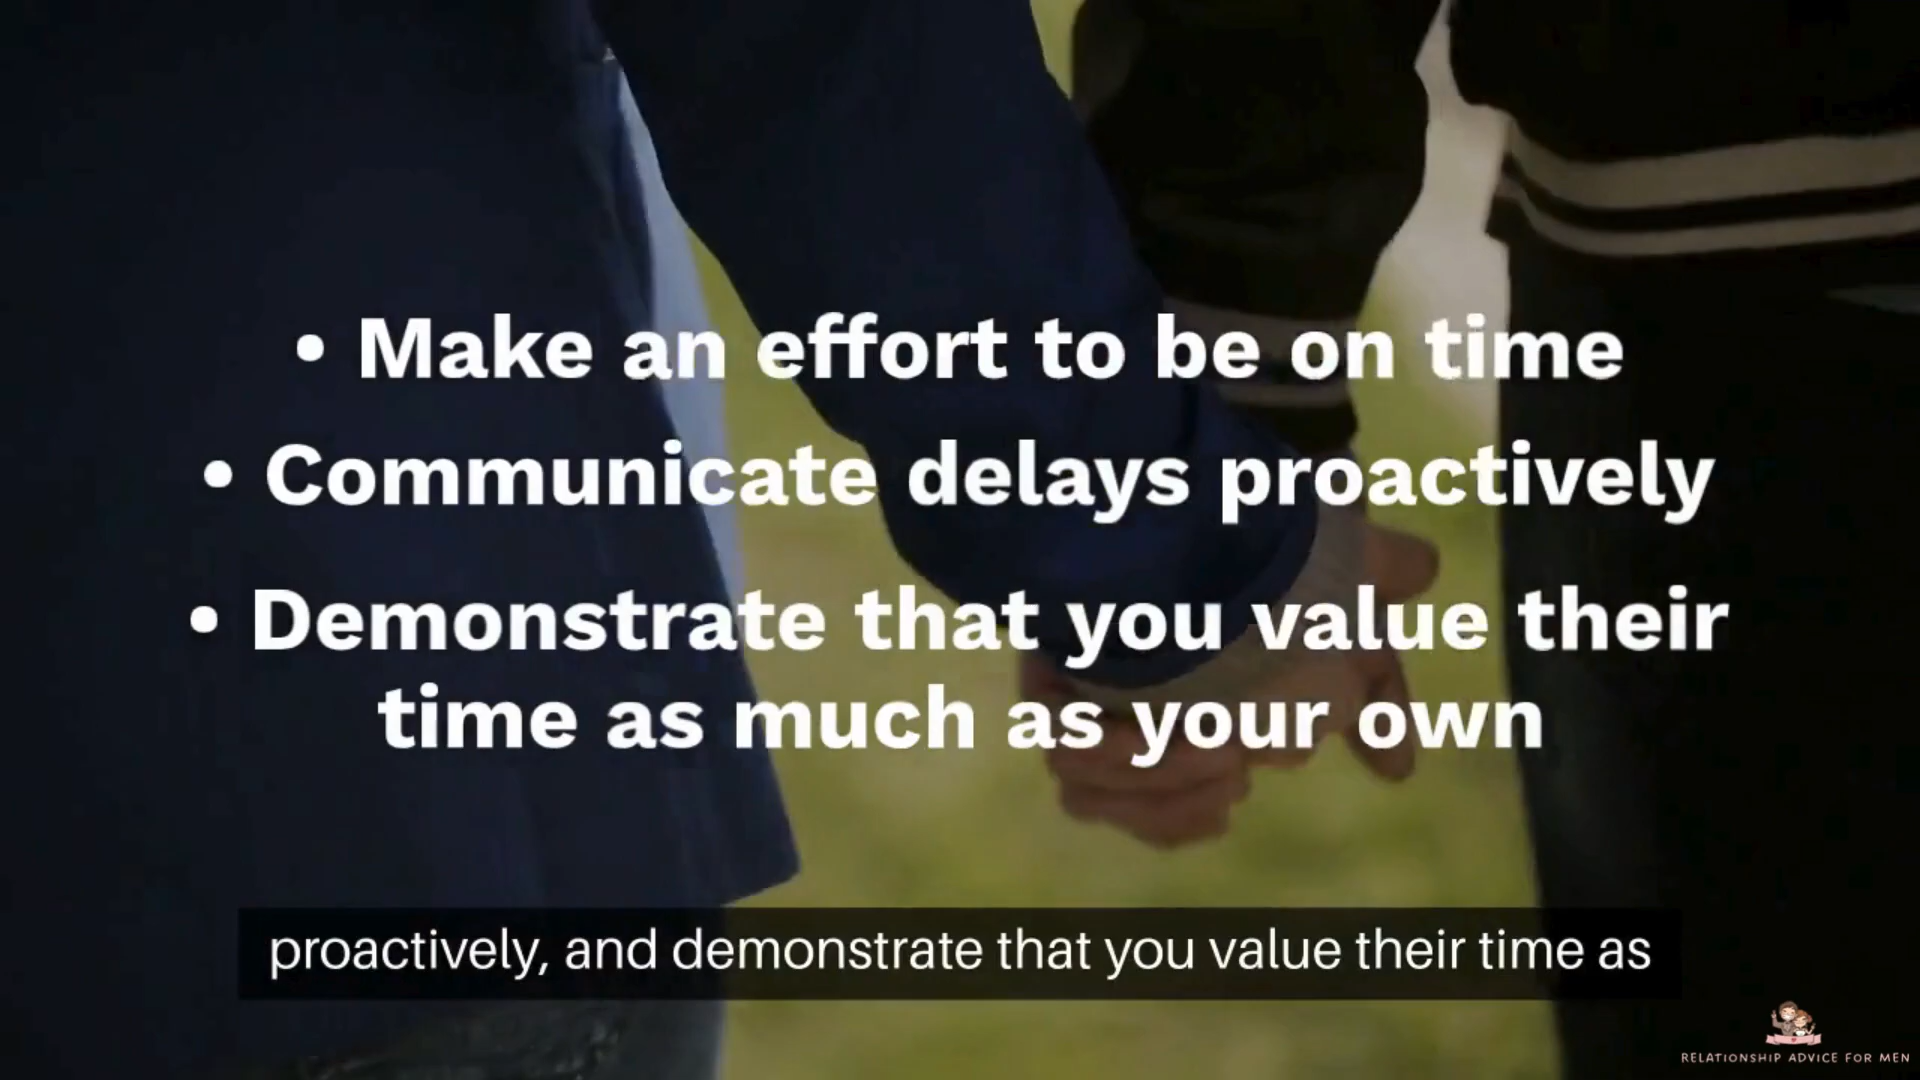 • Make an effort to be on time
• Communicate delays proactively
• Demonstrate that you value their
time as much as your own
proactively, and demonstrate that you value their time as
RELATIONSHIP ADVICE FOR MEN